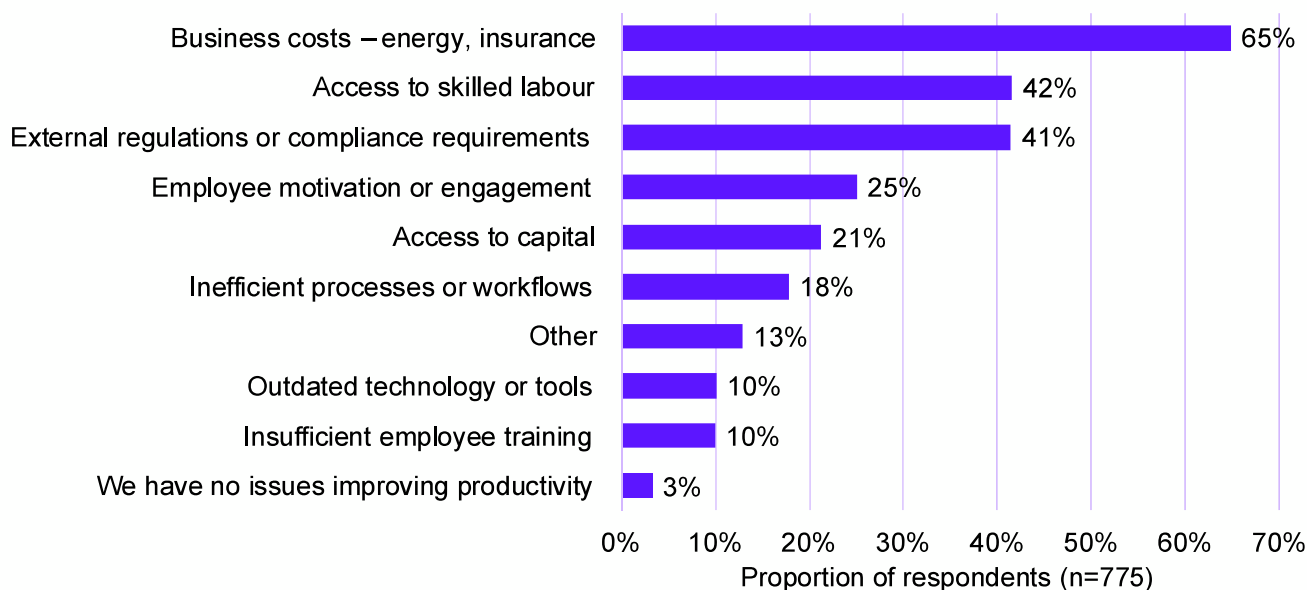 Business costs – energy, insurance 65%
Access to skilled labour 42%
External regulations or compliance requirements 41%
Employee motivation or engagement 25%
Access to capital 21%
Inefficient processes or workflows 18%
Other 13%
Outdated technology or tools 10%
Insufficient employee training 10%
We have no issues improving productivity 3%
0% 10% 20% 30% 40% 50% 60% 70%
Proportion of respondents (n=775)